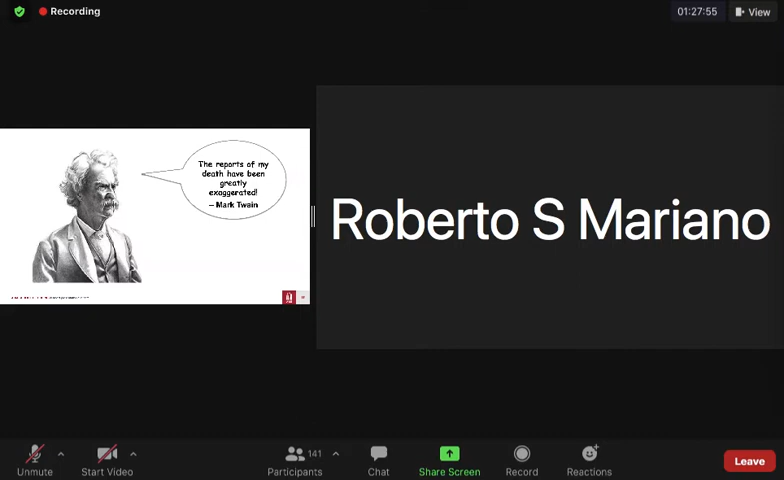 Recording
01:27:55
View
The reports of my
death have been
greatly
exaggerated!
– Mark Twain
Roberto S Mariano
Unmute
Start Video
141
Participants
Chat
Share Screen
Record
Reactions
Leave